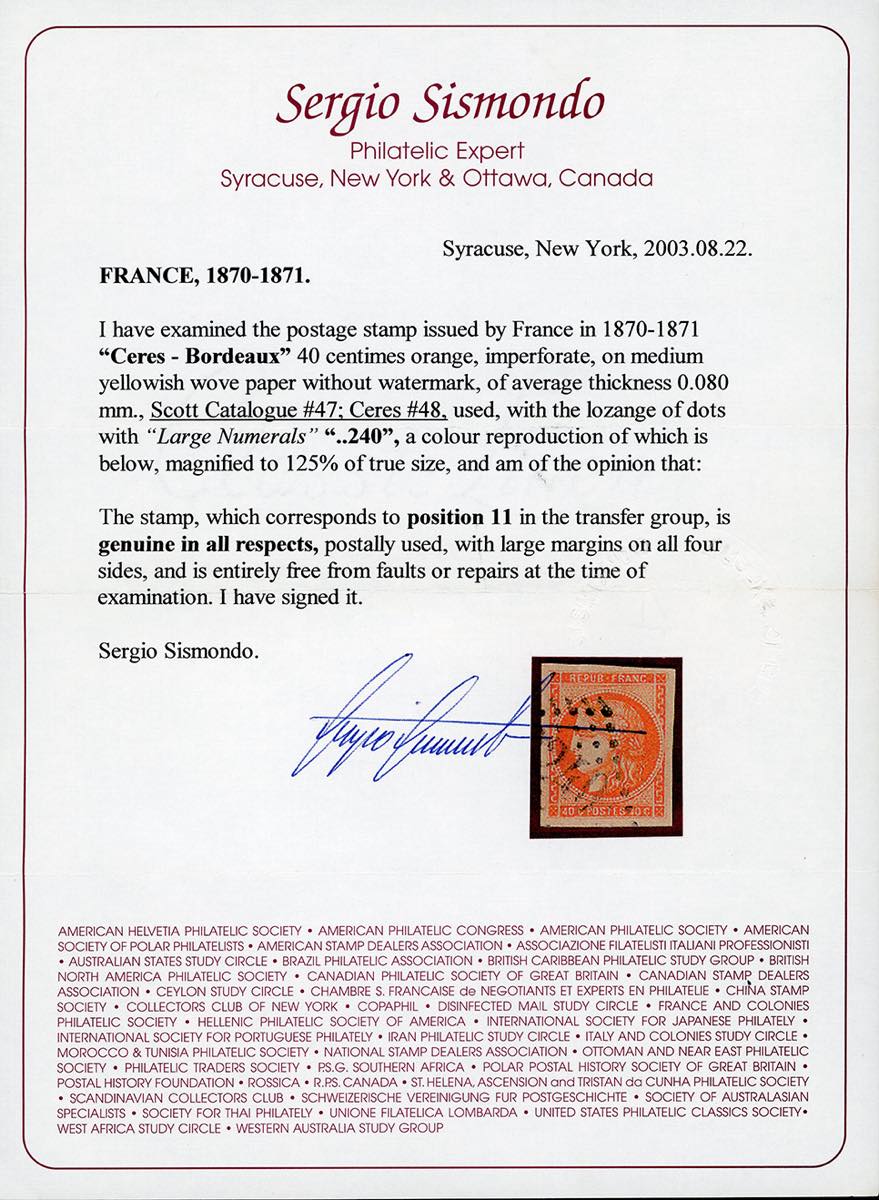 Sergio Sismondo
Philatelic Expert
Syracuse, New York & Ottawa, Canada
Syracuse, New York, 2003.08.22.
FRANCE, 1870-1871.
I have examined the postage stamp issued by France in 1870-1871
“Ceres - Bordeaux” 40 centimes orange, imperforate, on medium
yellowish wove paper without watermark, of average thickness 0.080
mm., Scott Catalogue #47; Ceres #48, used, with the lozange of dots
with “Large Numerals” “..240”, a colour reproduction of which is
below, magnified to 125% of true size, and am of the opinion that:
The stamp, which corresponds to position 11 in the transfer group, is
genuine in all respects, postally used, with large margins on all four
sides, and is entirely free from faults or repairs at the time of
examination. I have signed it.
Sergio Sismondo.
REPUB·FRANC
40 C POSTES 40 C
AMERICAN HELVETIA PHILATELIC SOCIETY • AMERICAN PHILATELIC CONGRESS • AMERICAN PHILATELIC SOCIETY • AMERICAN
SOCIETY OF POLAR PHILATELISTS • AMERICAN STAMP DEALERS ASSOCIATION • ASSOCIAZIONE FILATELISTI ITALIANI PROFESSIONISTI
• AUSTRALIAN STATES STUDY CIRCLE • BRAZIL PHILATELIC ASSOCIATION • BRITISH CARIBBEAN PHILATELIC STUDY GROUP • BRITISH
NORTH AMERICA PHILATELIC SOCIETY • CANADIAN PHILATELIC SOCIETY OF GREAT BRITAIN • CANADIAN STAMP DEALERS
ASSOCIATION • CEYLON STUDY CIRCLE • CHAMBRE S. FRANCAISE de NEGOTIANTS ET EXPERTS EN PHILATELIE • CHINA STAMP
SOCIETY • COLLECTORS CLUB OF NEW YORK • COPAPHIL • DISINFECTED MAIL STUDY CIRCLE • FRANCE AND COLONIES
PHILATELIC SOCIETY • HELLENIC PHILATELIC SOCIETY OF AMERICA • INTERNATIONAL SOCIETY FOR JAPANESE PHILATELY •
INTERNATIONAL SOCIETY FOR PORTUGUESE PHILATELY • IRAN PHILATELIC STUDY CIRCLE • ITALY AND COLONIES STUDY CIRCLE •
MOROCCO & TUNISIA PHILATELIC SOCIETY • NATIONAL STAMP DEALERS ASSOCIATION • OTTOMAN AND NEAR EAST PHILATELIC
SOCIETY • PHILATELIC TRADERS SOCIETY • P.S.G. SOUTHERN AFRICA • POLAR POSTAL HISTORY SOCIETY OF GREAT BRITAIN •
POSTAL HISTORY FOUNDATION • ROSSICA • R.P.S. CANADA • ST. HELENA, ASCENSION and TRISTAN da CUNHA PHILATELIC SOCIETY
• SCANDINAVIAN COLLECTORS CLUB • SCHWEIZERISCHE VEREINIGUNG FUR POSTGESCHICHTE • SOCIETY OF AUSTRALASIAN
SPECIALISTS • SOCIETY FOR THAI PHILATELY • UNIONE FILATELICA LOMBARDA • UNITED STATES PHILATELIC CLASSICS SOCIETY•
WEST AFRICA STUDY CIRCLE • WESTERN AUSTRALIA STUDY GROUP